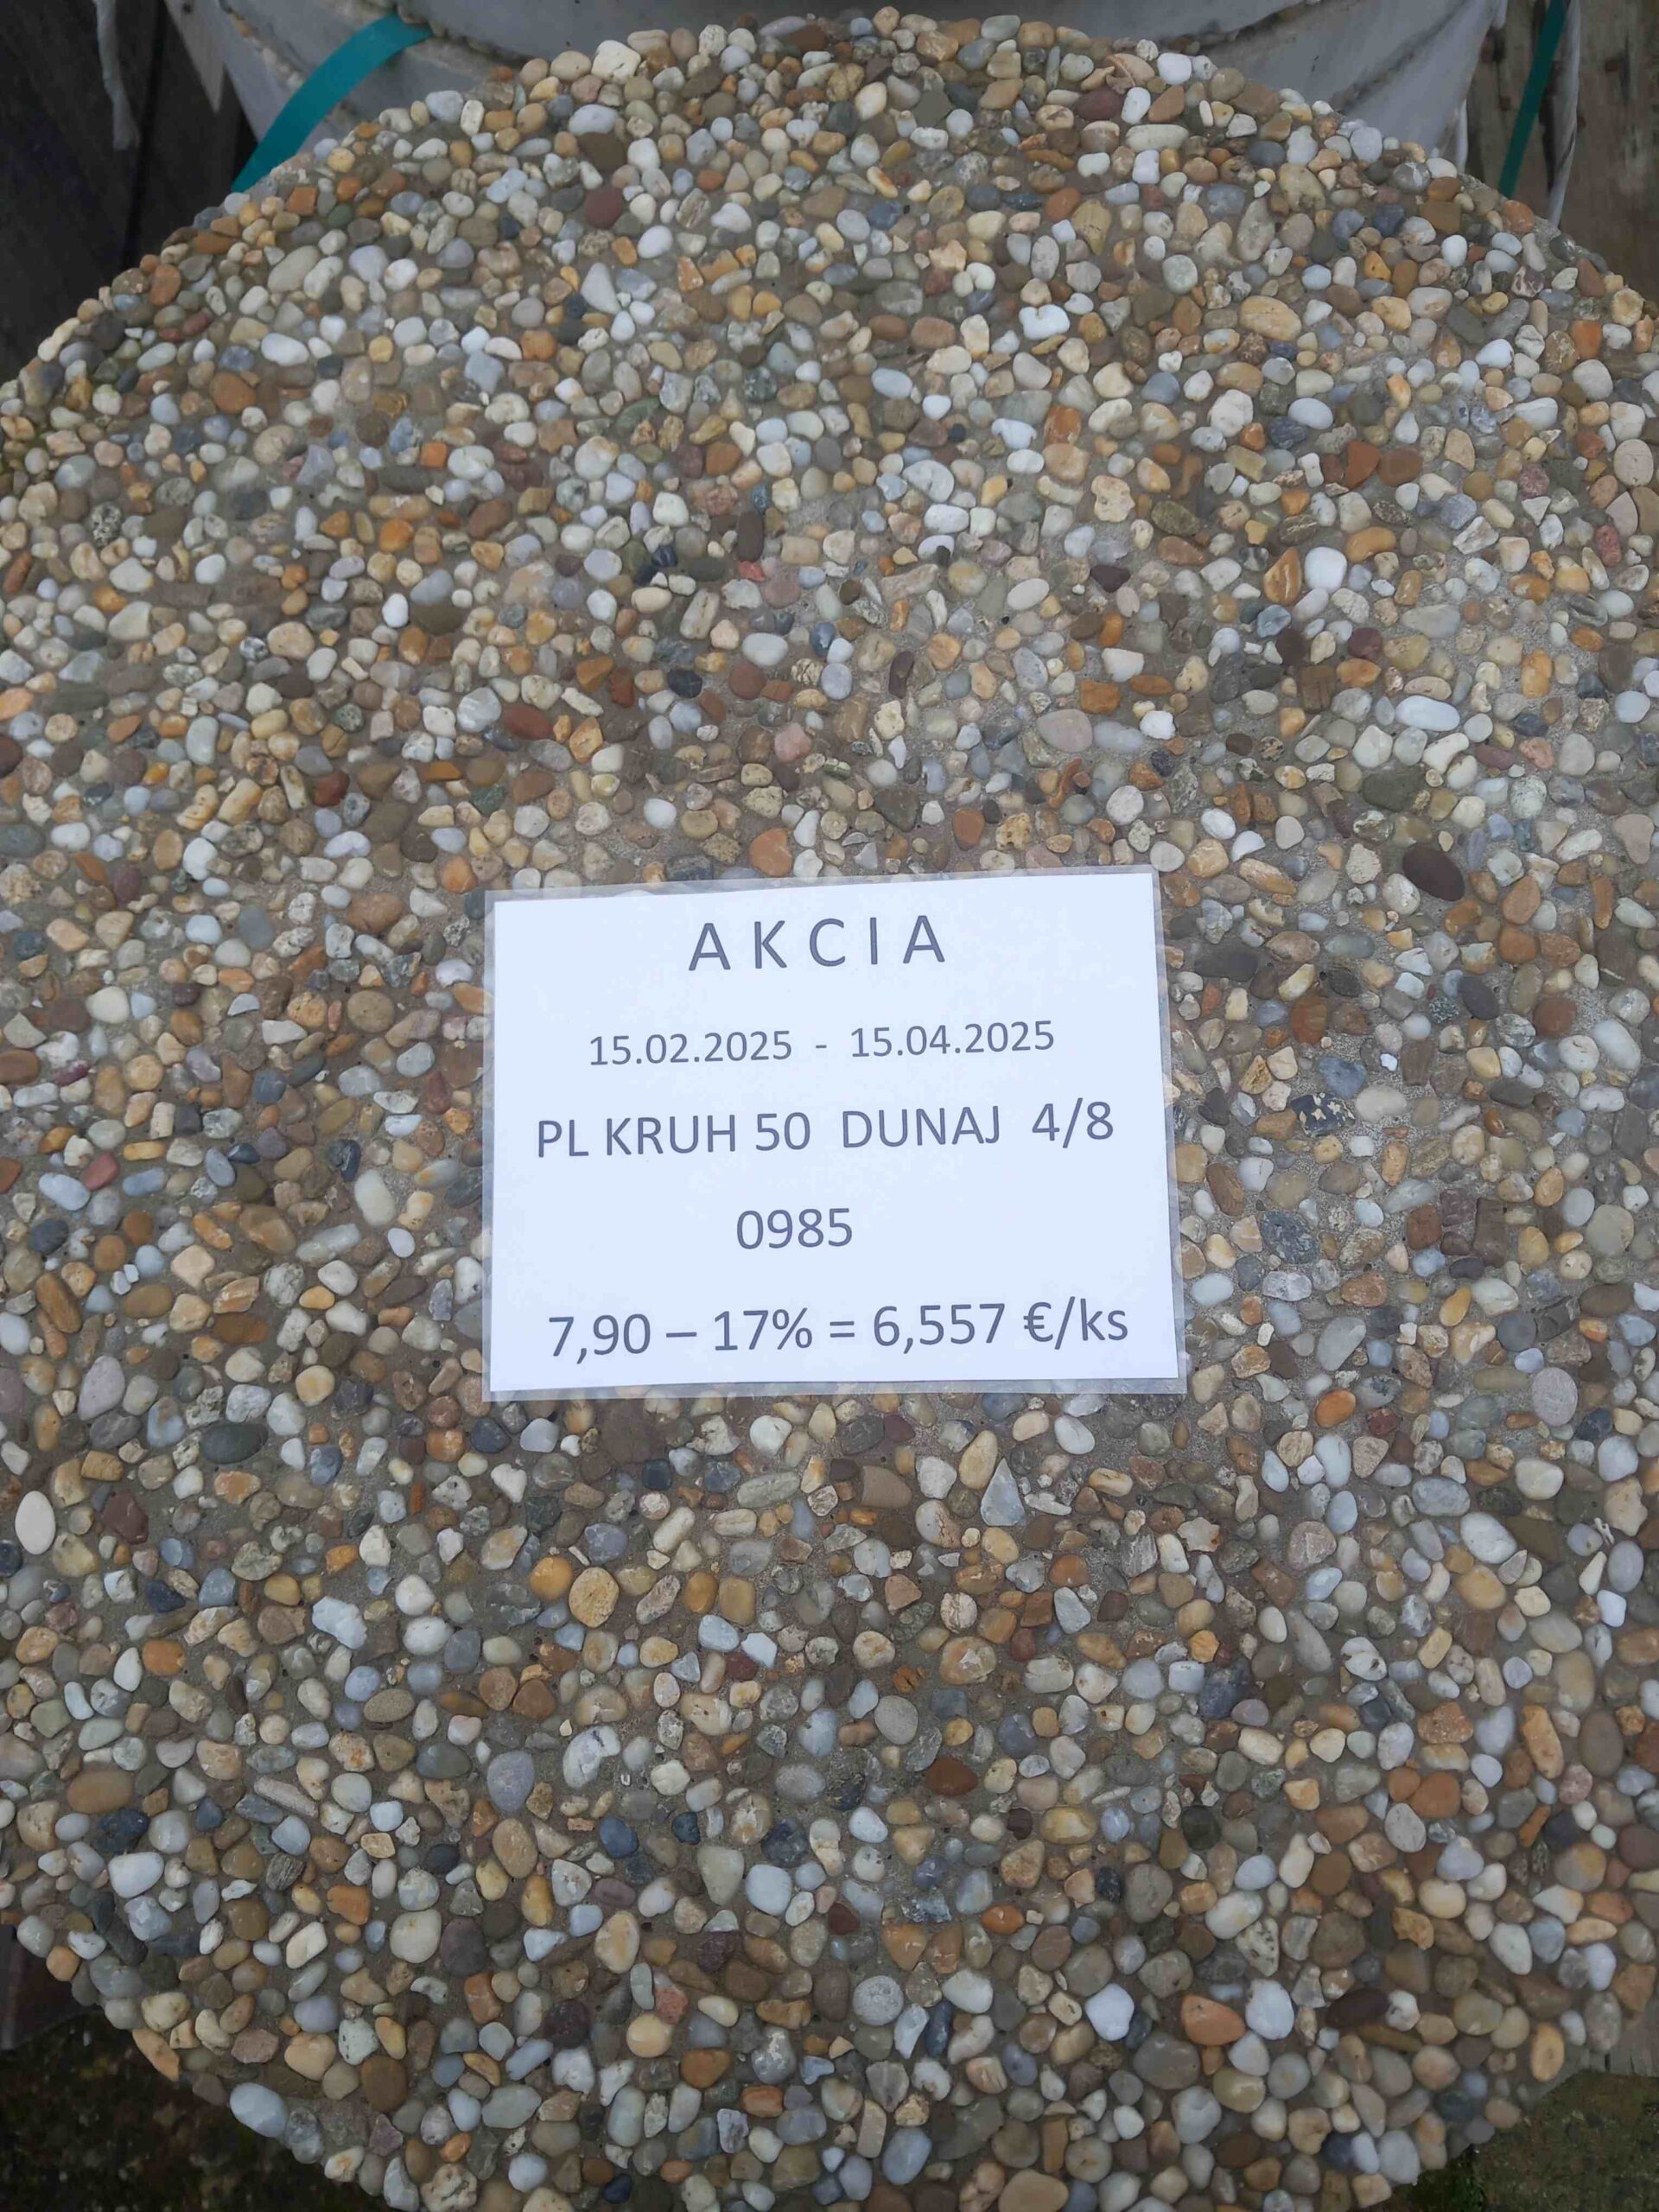 AKCIA
15.02.2025 - 15.04.2025
PL KRUH 50 DUNAJ 4/8
0985
7,90 – 17% = 6,557 €/ks